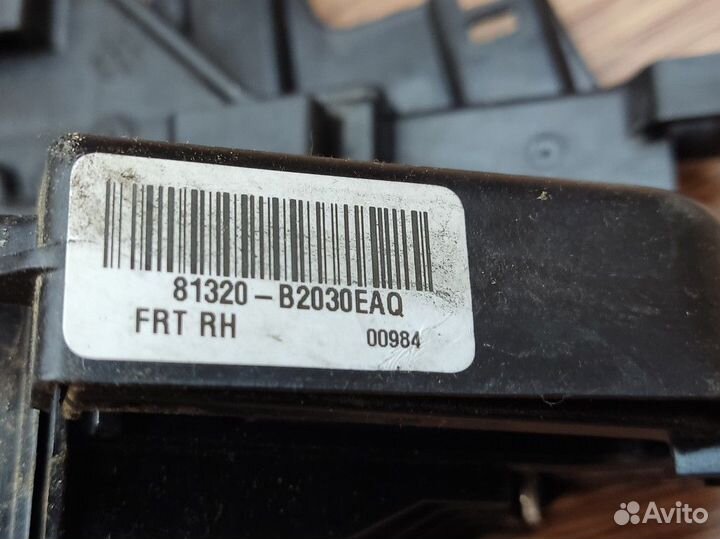 81320-B2030EAQ
FRT RH
00984
Avito